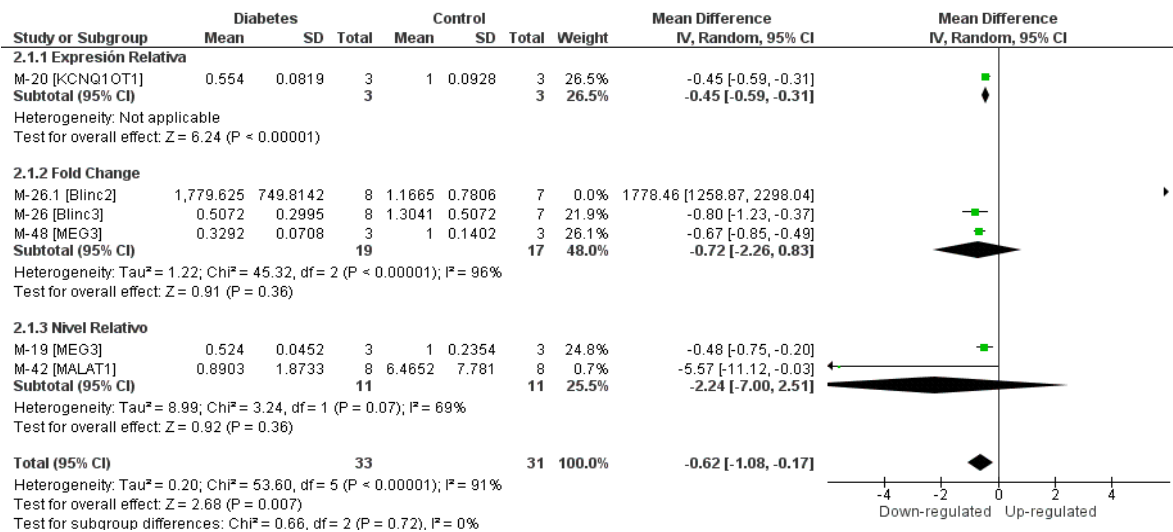 Diabetes Control Mean Difference Mean Difference
Study or Subgroup Mean SD Total Mean SD Total Weight IV, Random, 95% CI IV, Random, 95% CI
2.1.1 Expresión Relativa
M-20 [KCNQ1OT1] 0.554 0.0819 3 1 0.0928 3 26.5% -0.45 [-0.59, -0.31]
Subtotal (95% CI) 3 3 26.5% -0.45 [-0.59, -0.31]
Heterogeneity: Not applicable
Test for overall effect: Z = 6.24 (P < 0.00001)
2.1.2 Fold Change
M-26.1 [Blinc2] 1,779.625 749.8142 8 1.1665 0.7806 7 0.0% 1778.46 [1258.87, 2298.04]
M-26 [Blinc3] 0.5072 0.2995 8 1.3041 0.5072 7 21.9% -0.80 [-1.23, -0.37]
M-48 [MEG3] 0.3292 0.0708 3 1 0.1402 3 26.1% -0.67 [-0.85, -0.49]
Subtotal (95% CI) 19 17 48.0% -0.72 [-2.26, 0.83]
Heterogeneity: Tau² = 1.22; Chi² = 45.32, df = 2 (P < 0.00001); I² = 96%
Test for overall effect: Z = 0.91 (P = 0.36)
2.1.3 Nivel Relativo
M-19 [MEG3] 0.524 0.0452 3 1 0.2354 3 24.8% -0.48 [-0.75, -0.20]
M-42 [MALAT1] 0.8903 1.8733 8 6.4652 7.781 8 0.7% -5.57 [-11.12, -0.03]
Subtotal (95% CI) 11 11 25.5% -2.24 [-7.00, 2.51]
Heterogeneity: Tau² = 8.99; Chi² = 3.24, df = 1 (P = 0.07); I² = 69%
Test for overall effect: Z = 0.92 (P = 0.36)
Total (95% CI) 33 31 100.0% -0.62 [-1.08, -0.17]
Heterogeneity: Tau² = 0.20; Chi² = 53.60, df = 5 (P < 0.00001); I² = 91%
Test for overall effect: Z = 2.68 (P = 0.007)
Test for subgroup differences: Chi² = 0.66, df = 2 (P = 0.72), I² = 0%
-4 -2 0 2 4
Down-regulated Up-regulated